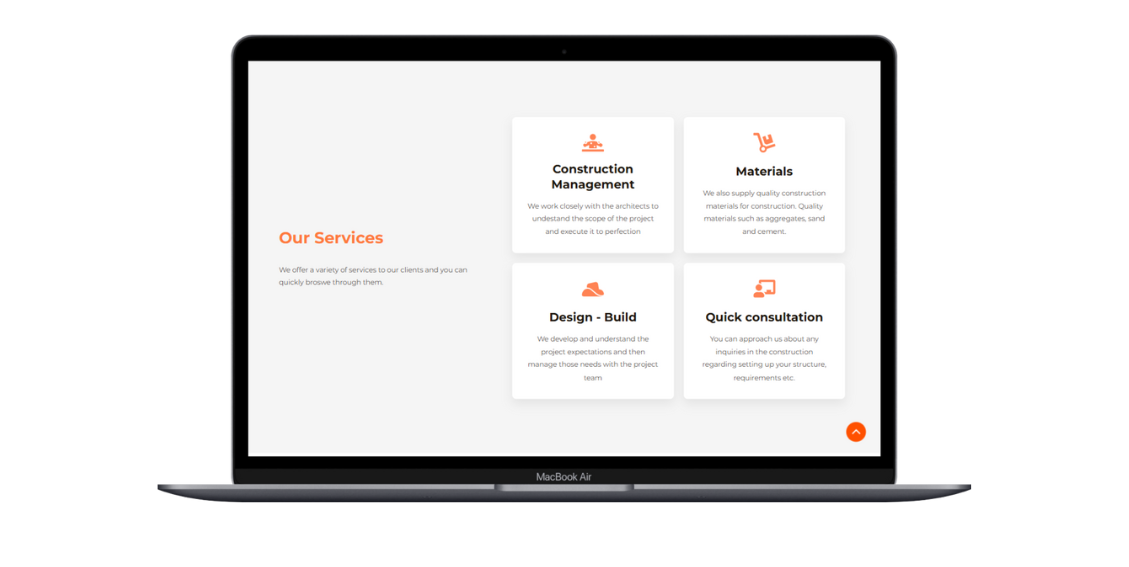 Our Services
We offer a variety of services to our clients and you can
quickly broswe through them.
Construction
Management
We work closely with the architects to
undestand the scope of the project
and execute it to perfection
Materials
We also supply quality construction
materials for construction. Quality
materials such as aggregates, sand
and cement.
Design - Build
We develop and understand the
project expectations and then
manage those needs with the project
team
Quick consultation
You can approach us about any
inquiries in the construction
regarding setting up your structure,
requirements etc.
MacBook Air